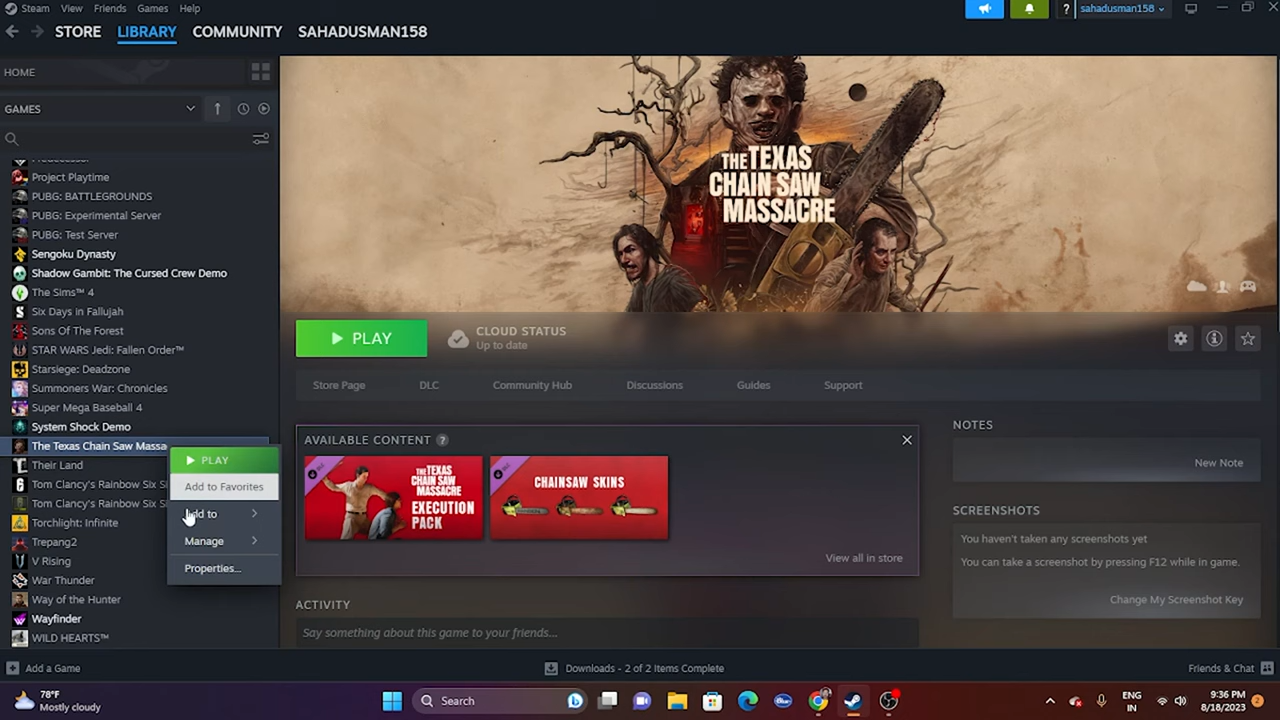 Steam View Friends Games Help
sahadusman158
STORE LIBRARY COMMUNITY SAHADUSMAN158
HOME
GAMES
Project Playtime
PUBG: BATTLEGROUNDS
PUBG: Experimental Server
PUBG: Test Server
Sengoku Dynasty
Shadow Gambit: The Cursed Crew Demo
The Sims™ 4
Six Days in Fallujah
Sons Of The Forest
STAR WARS Jedi: Fallen Order™
Starsiege: Deadzone
Summoners War: Chronicles
Super Mega Baseball 4
System Shock Demo
The Texas Chain Saw Massa
Their Land
Tom Clancy's Rainbow Six Si
Tom Clancy's Rainbow Six Si
Torchlight: Infinite
Trepang2
V Rising
War Thunder
Way of the Hunter
Wayfinder
WILD HEARTS™
PLAY
Add to Favorites
Add to
Manage
Properties...
THE TEXAS
CHAIN SAW
MASSACRE
PLAY
CLOUD STATUS
Up to date
Store Page DLC Community Hub Discussions Guides Support
AVAILABLE CONTENT ?
THE TEXAS
CHAIN SAW
MASSACRE
EXECUTION
PACK
CHAINSAW SKINS
View all in store
ACTIVITY
Say something about this game to your friends...
NOTES
New Note
SCREENSHOTS
You haven't taken any screenshots yet
You can take a screenshot by pressing F12 while in game.
Change My Screenshot Key
Add a Game
Downloads - 2 of 2 Items Complete
Friends & Chat
78°F
Mostly cloudy
Search
ENG
IN
9:36 PM
8/18/2023
2